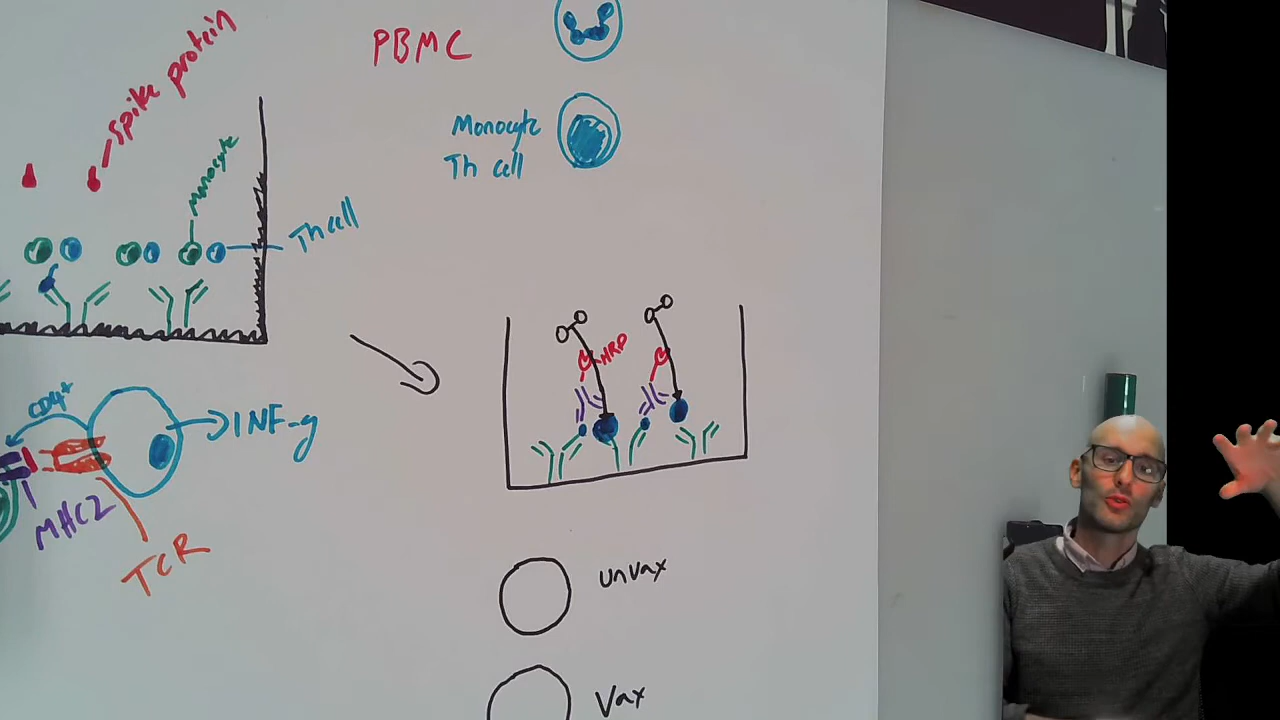 PBMC
Spike protein
Monocyte
Th cell
Monocyte
Th cell
HRP
CD4+
INF-g
MHC2
TCR
unvax
Vax